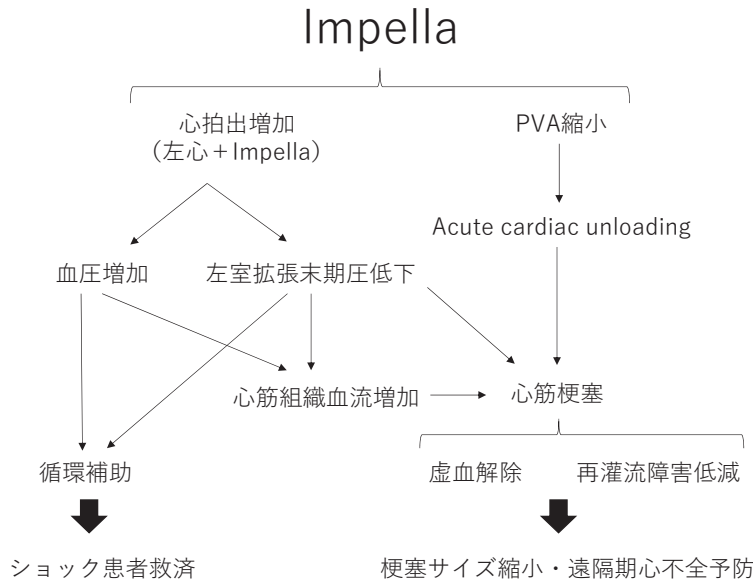 Impella
心拍出増加
（左心＋Impella）
PVA縮小
Acute cardiac unloading
血圧増加
左室拡張末期圧低下
心筋組織血流増加
心筋梗塞
循環補助
虚血解除
再灌流障害低減
ショック患者救済
梗塞サイズ縮小・遠隔期心不全予防